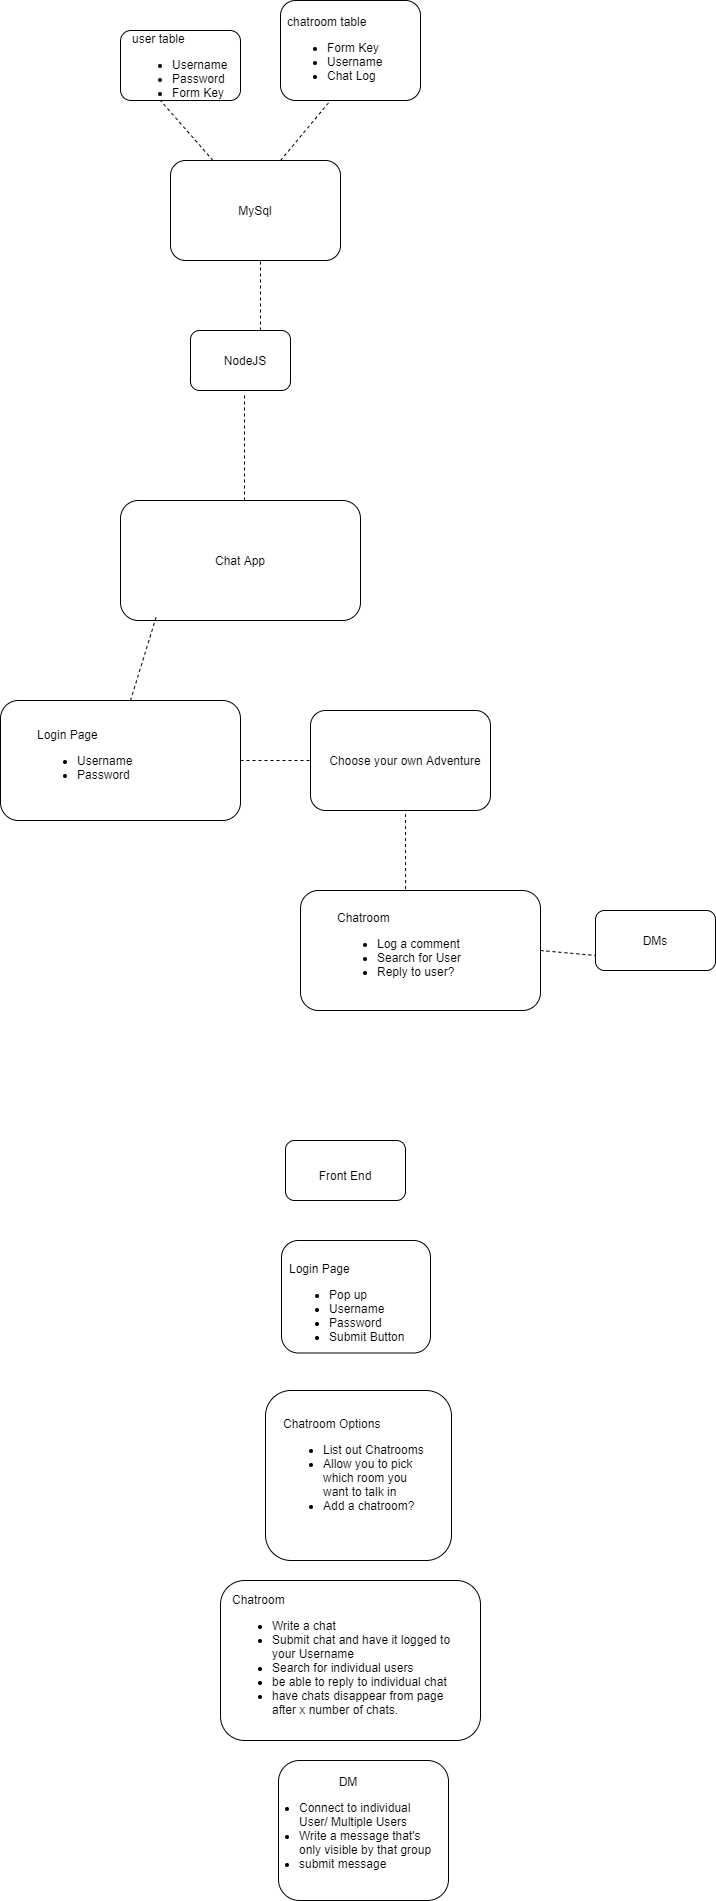 user table
Username
Password
Form Key
chatroom table
Form Key
Username
Chat Log
MySql
NodeJS
Chat App
Login Page
Username
Password
Choose your own Adventure
Chatroom
Log a comment
Search for User
Reply to user?
DMs
Front End
Login Page
Pop up
Username
Password
Submit Button
Chatroom Options
List out Chatrooms
Allow you to pick
which room you
want to talk in
Add a chatroom?
Chatroom
Write a chat
Submit chat and have it logged to
your Username
Search for individual users
be able to reply to individual chat
have chats disappear from page
after x number of chats.
DM
Connect to individual
User/ Multiple Users
Write a message that's
only visible by that group
submit message